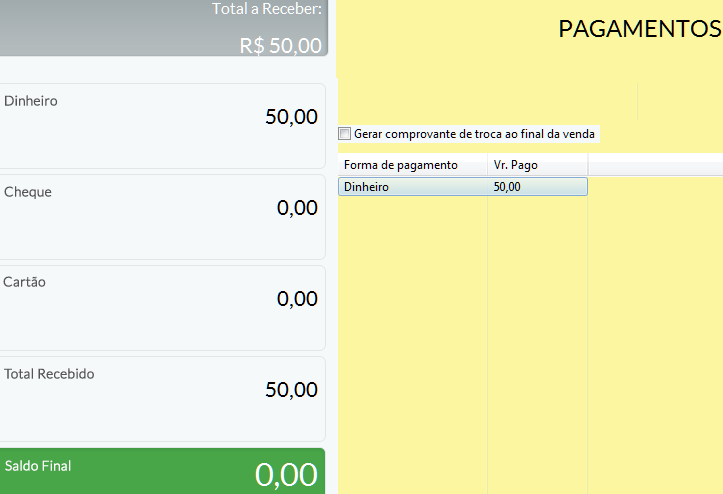 Total a Receber:
R$ 50,00
Dinheiro
50,00
Cheque
0,00
Cartão
0,00
Total Recebido
50,00
Saldo Final
0,00
PAGAMENTOS
Gerar comprovante de troca ao final da venda
Forma de pagamento Vr. Pago
Dinheiro 50,00